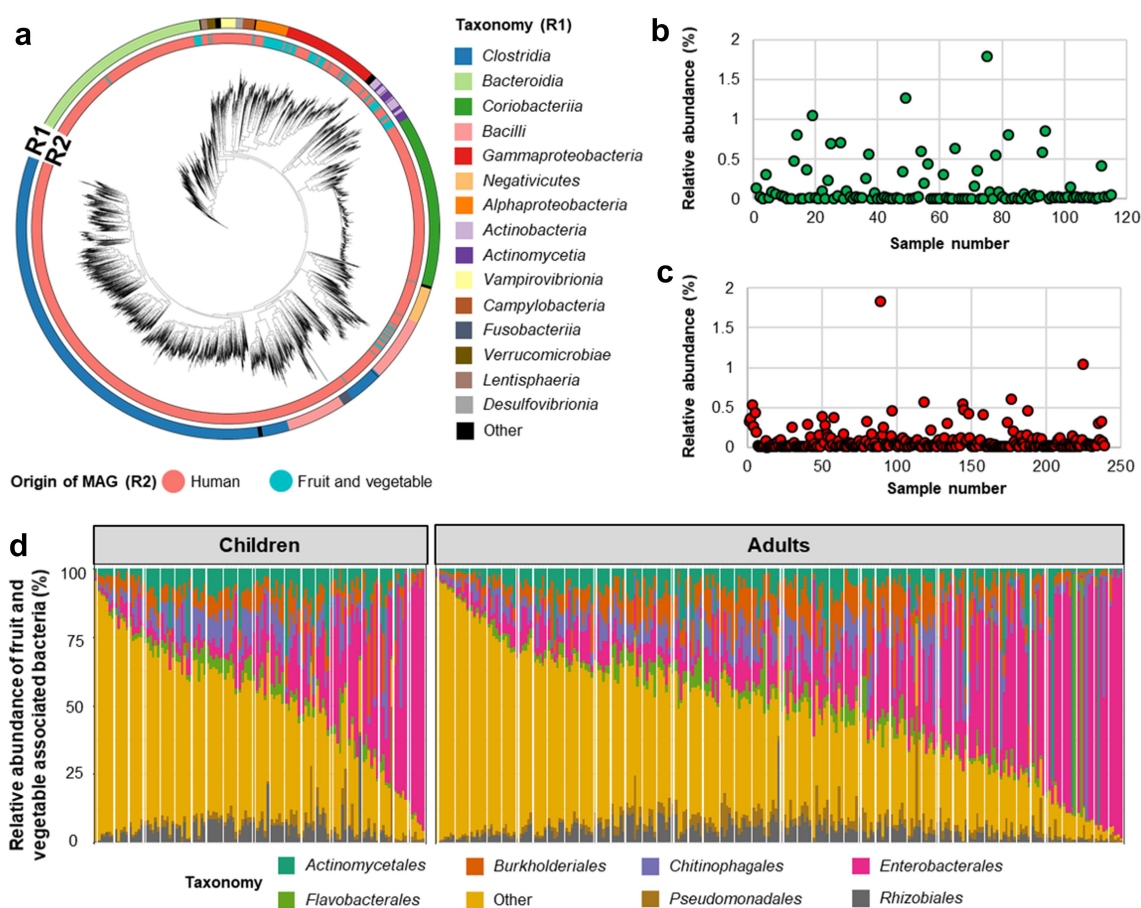 a
R1
R2
Taxonomy (R1)
Clostridia
Bacteroidia
Coriobacteriia
Bacilli
Gammaproteobacteria
Negativicutes
Alphaproteobacteria
Actinobacteria
Actinomycetia
Vampirovibrionia
Campylobacteria
Fusobacteriia
Verrucomicrobiae
Lentisphaeria
Desulfovibrionia
Other
Origin of MAG (R2)
Human
Fruit and vegetable
b
Relative abundance (%)
2
1.5
1
0.5
0
0 20 40 60 80 100 120
Sample number
c
Relative abundance (%)
2
1.5
1
0.5
0
0 50 100 150 200 250
Sample number
d
Children
Adults
Relative abundance of fruit and
vegetable associated bacteria (%)
100
75
50
25
0
Taxonomy
Actinomycetales
Burkholderiales
Chitinophagales
Enterobacterales
Flavobacterales
Other
Pseudomonadales
Rhizobiales